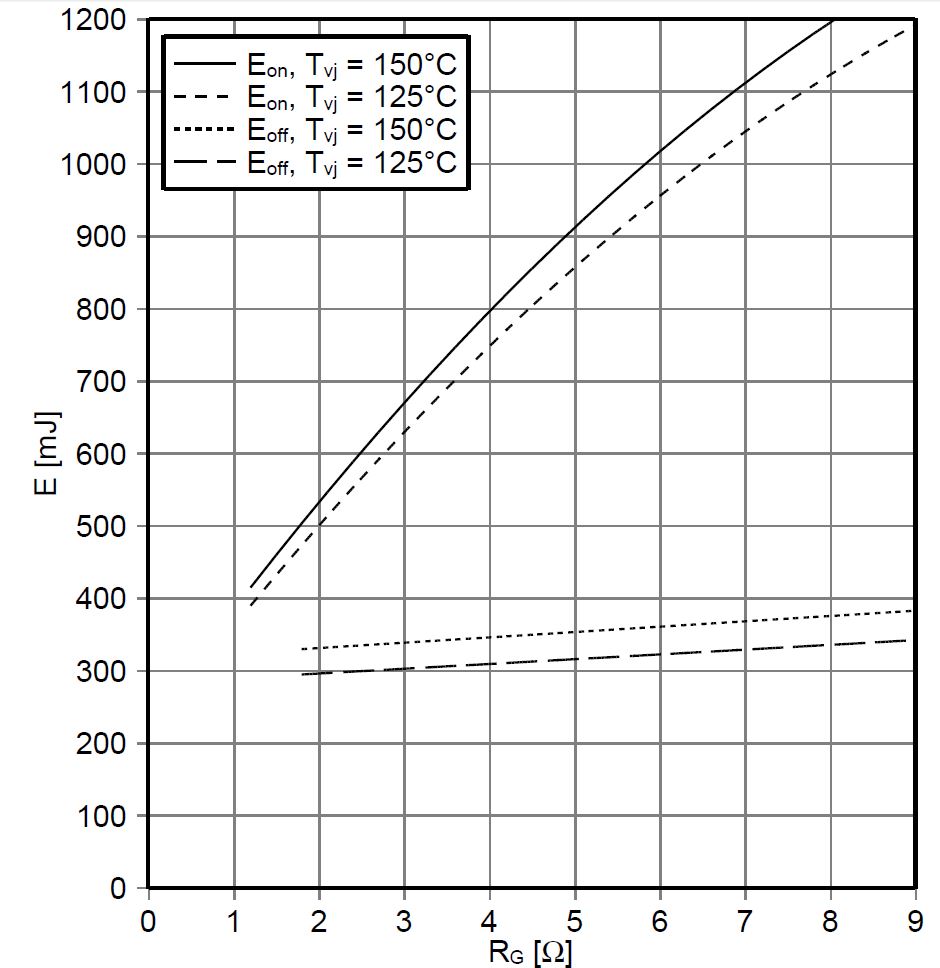 1200
1100
1000
900
800
700
600
500
400
300
200
100
0
E [mJ]
Eon, Tvj = 150°C
Eon, Tvj = 125°C
Eoff, Tvj = 150°C
Eoff, Tvj = 125°C
0 1 2 3 4 5 6 7 8 9
RG [Ω]